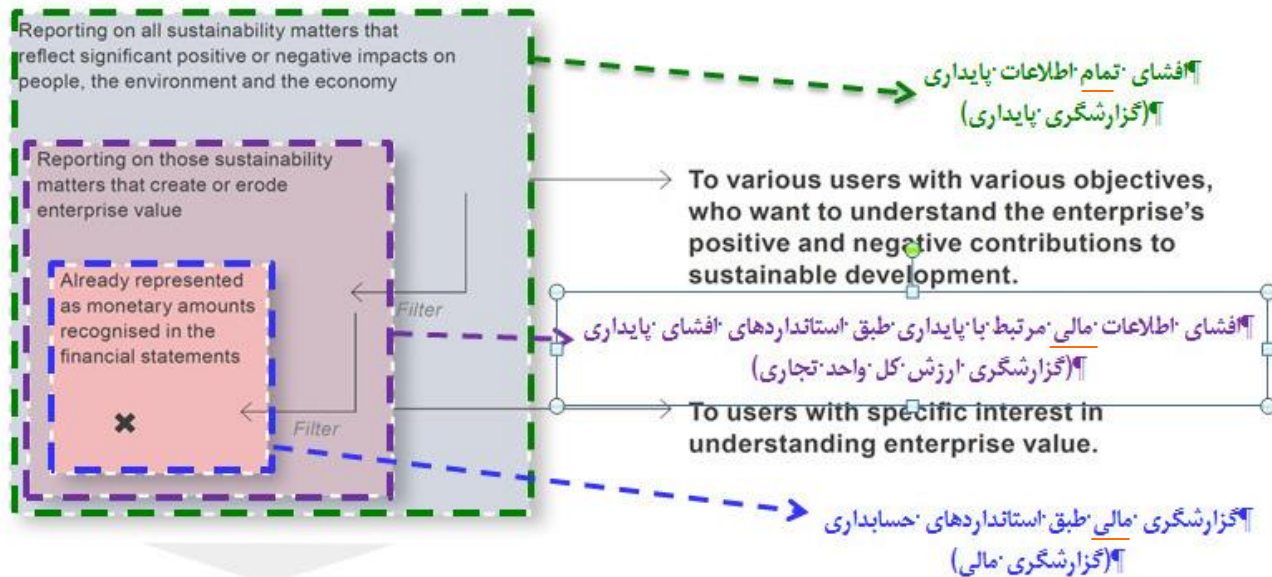 Reporting on all sustainability matters that
reflect significant positive or negative impacts on
people, the environment and the economy
¶افشای تمام اطلاعات پایداری
¶(گزارشگری پایداری)
Reporting on those sustainability
matters that create or erode
enterprise value
To various users with various objectives,
who want to understand the enterprise's
positive and negative contributions to
sustainable development.
Already represented
as monetary amounts
recognised in the
financial statements
Filter
¶افشای اطلاعات مالی مرتبط با پایداری طبق استانداردهای افشای پایداری
¶(گزارشگری ارزش کل واحد تجاری)
Filter
To users with specific interest in
understanding enterprise value.
¶گزارشگری مالی طبق استانداردهای حسابداری
¶(گزارشگری مالی)